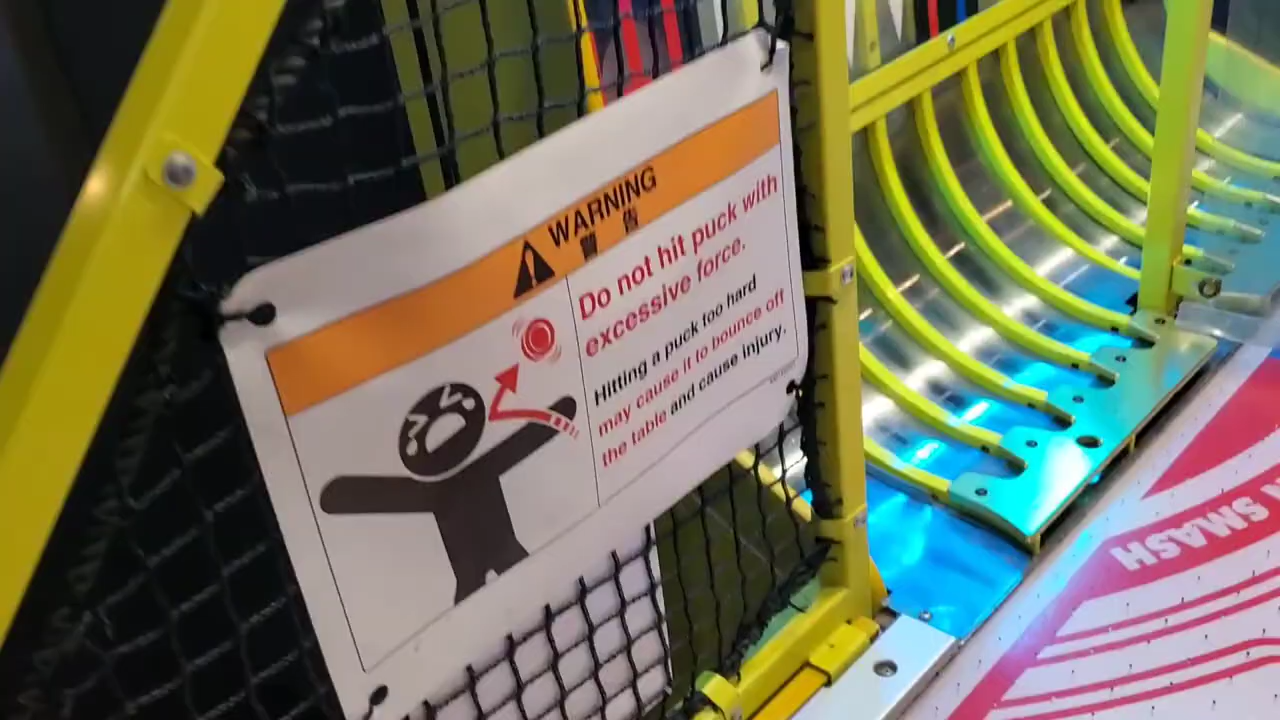 WARNING
警 告
Do not hit puck with
excessive force.
Hitting a puck too hard
may cause it to bounce off
the table and cause injury.
SMASH